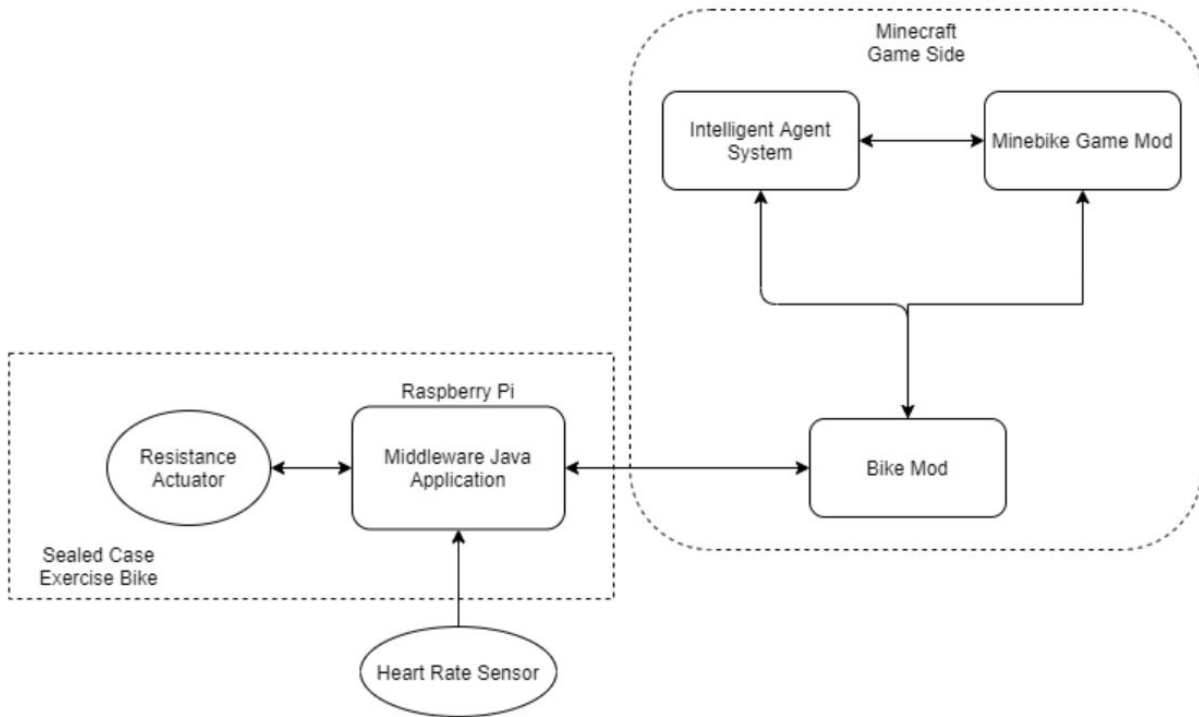 Minecraft
Game Side
Intelligent Agent
System
Minebike Game Mod
Raspberry Pi
Resistance
Actuator
Middleware Java
Application
Bike Mod
Sealed Case
Exercise Bike
Heart Rate Sensor